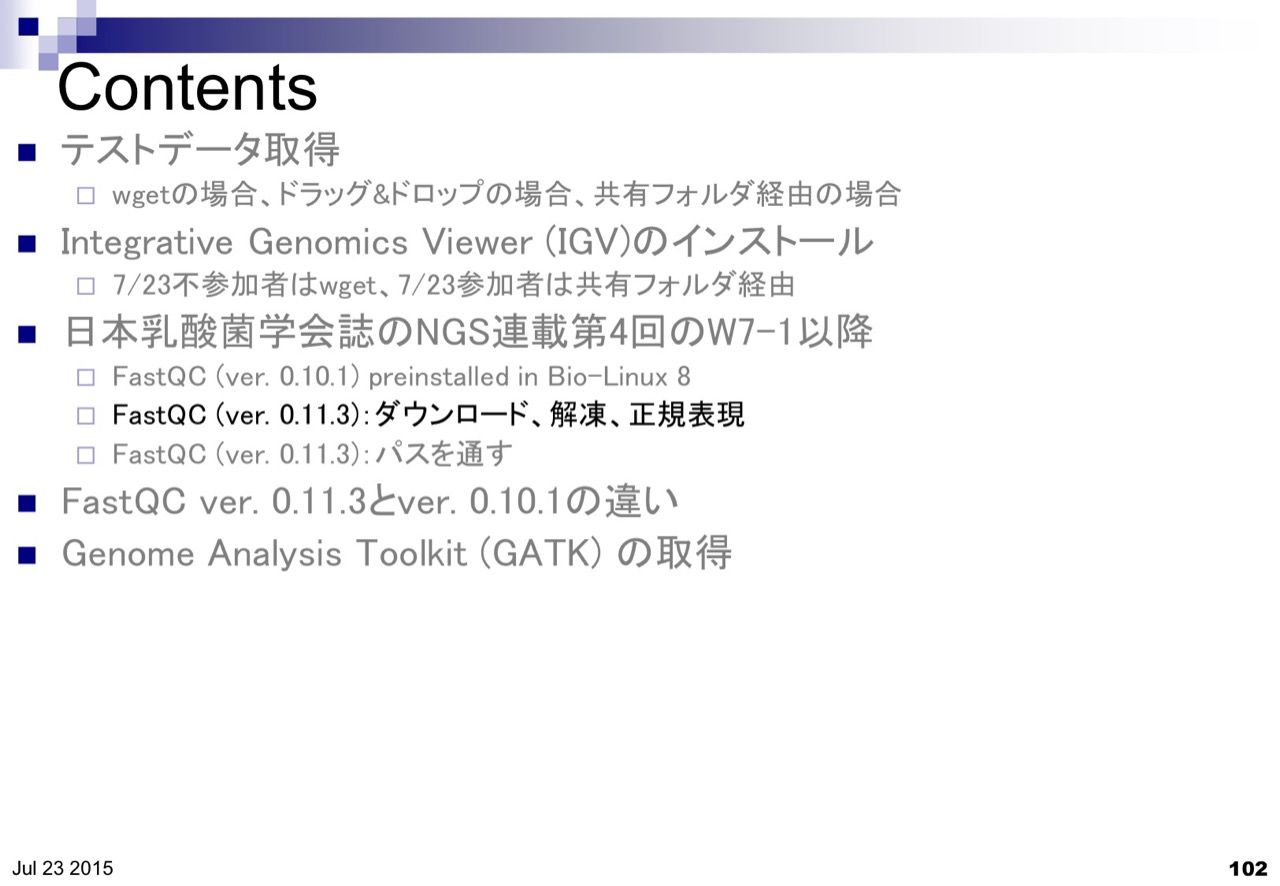 Contents
テストデータ取得
wgetの場合、ドラッグ&ドロップの場合、共有フォルダ経由の場合
Integrative Genomics Viewer (IGV)のインストール
7/23不参加者はwget、7/23参加者は共有フォルダ経由
日本乳酸菌学会誌のNGS連載第4回のW7-1以降
FastQC (ver. 0.10.1) preinstalled in Bio-Linux 8
FastQC (ver. 0.11.3): ダウンロード、解凍、正規表現
FastQC (ver. 0.11.3): パスを通す
FastQC ver. 0.11.3とver. 0.10.1の違い
Genome Analysis Toolkit (GATK) の取得
Jul 23 2015
102